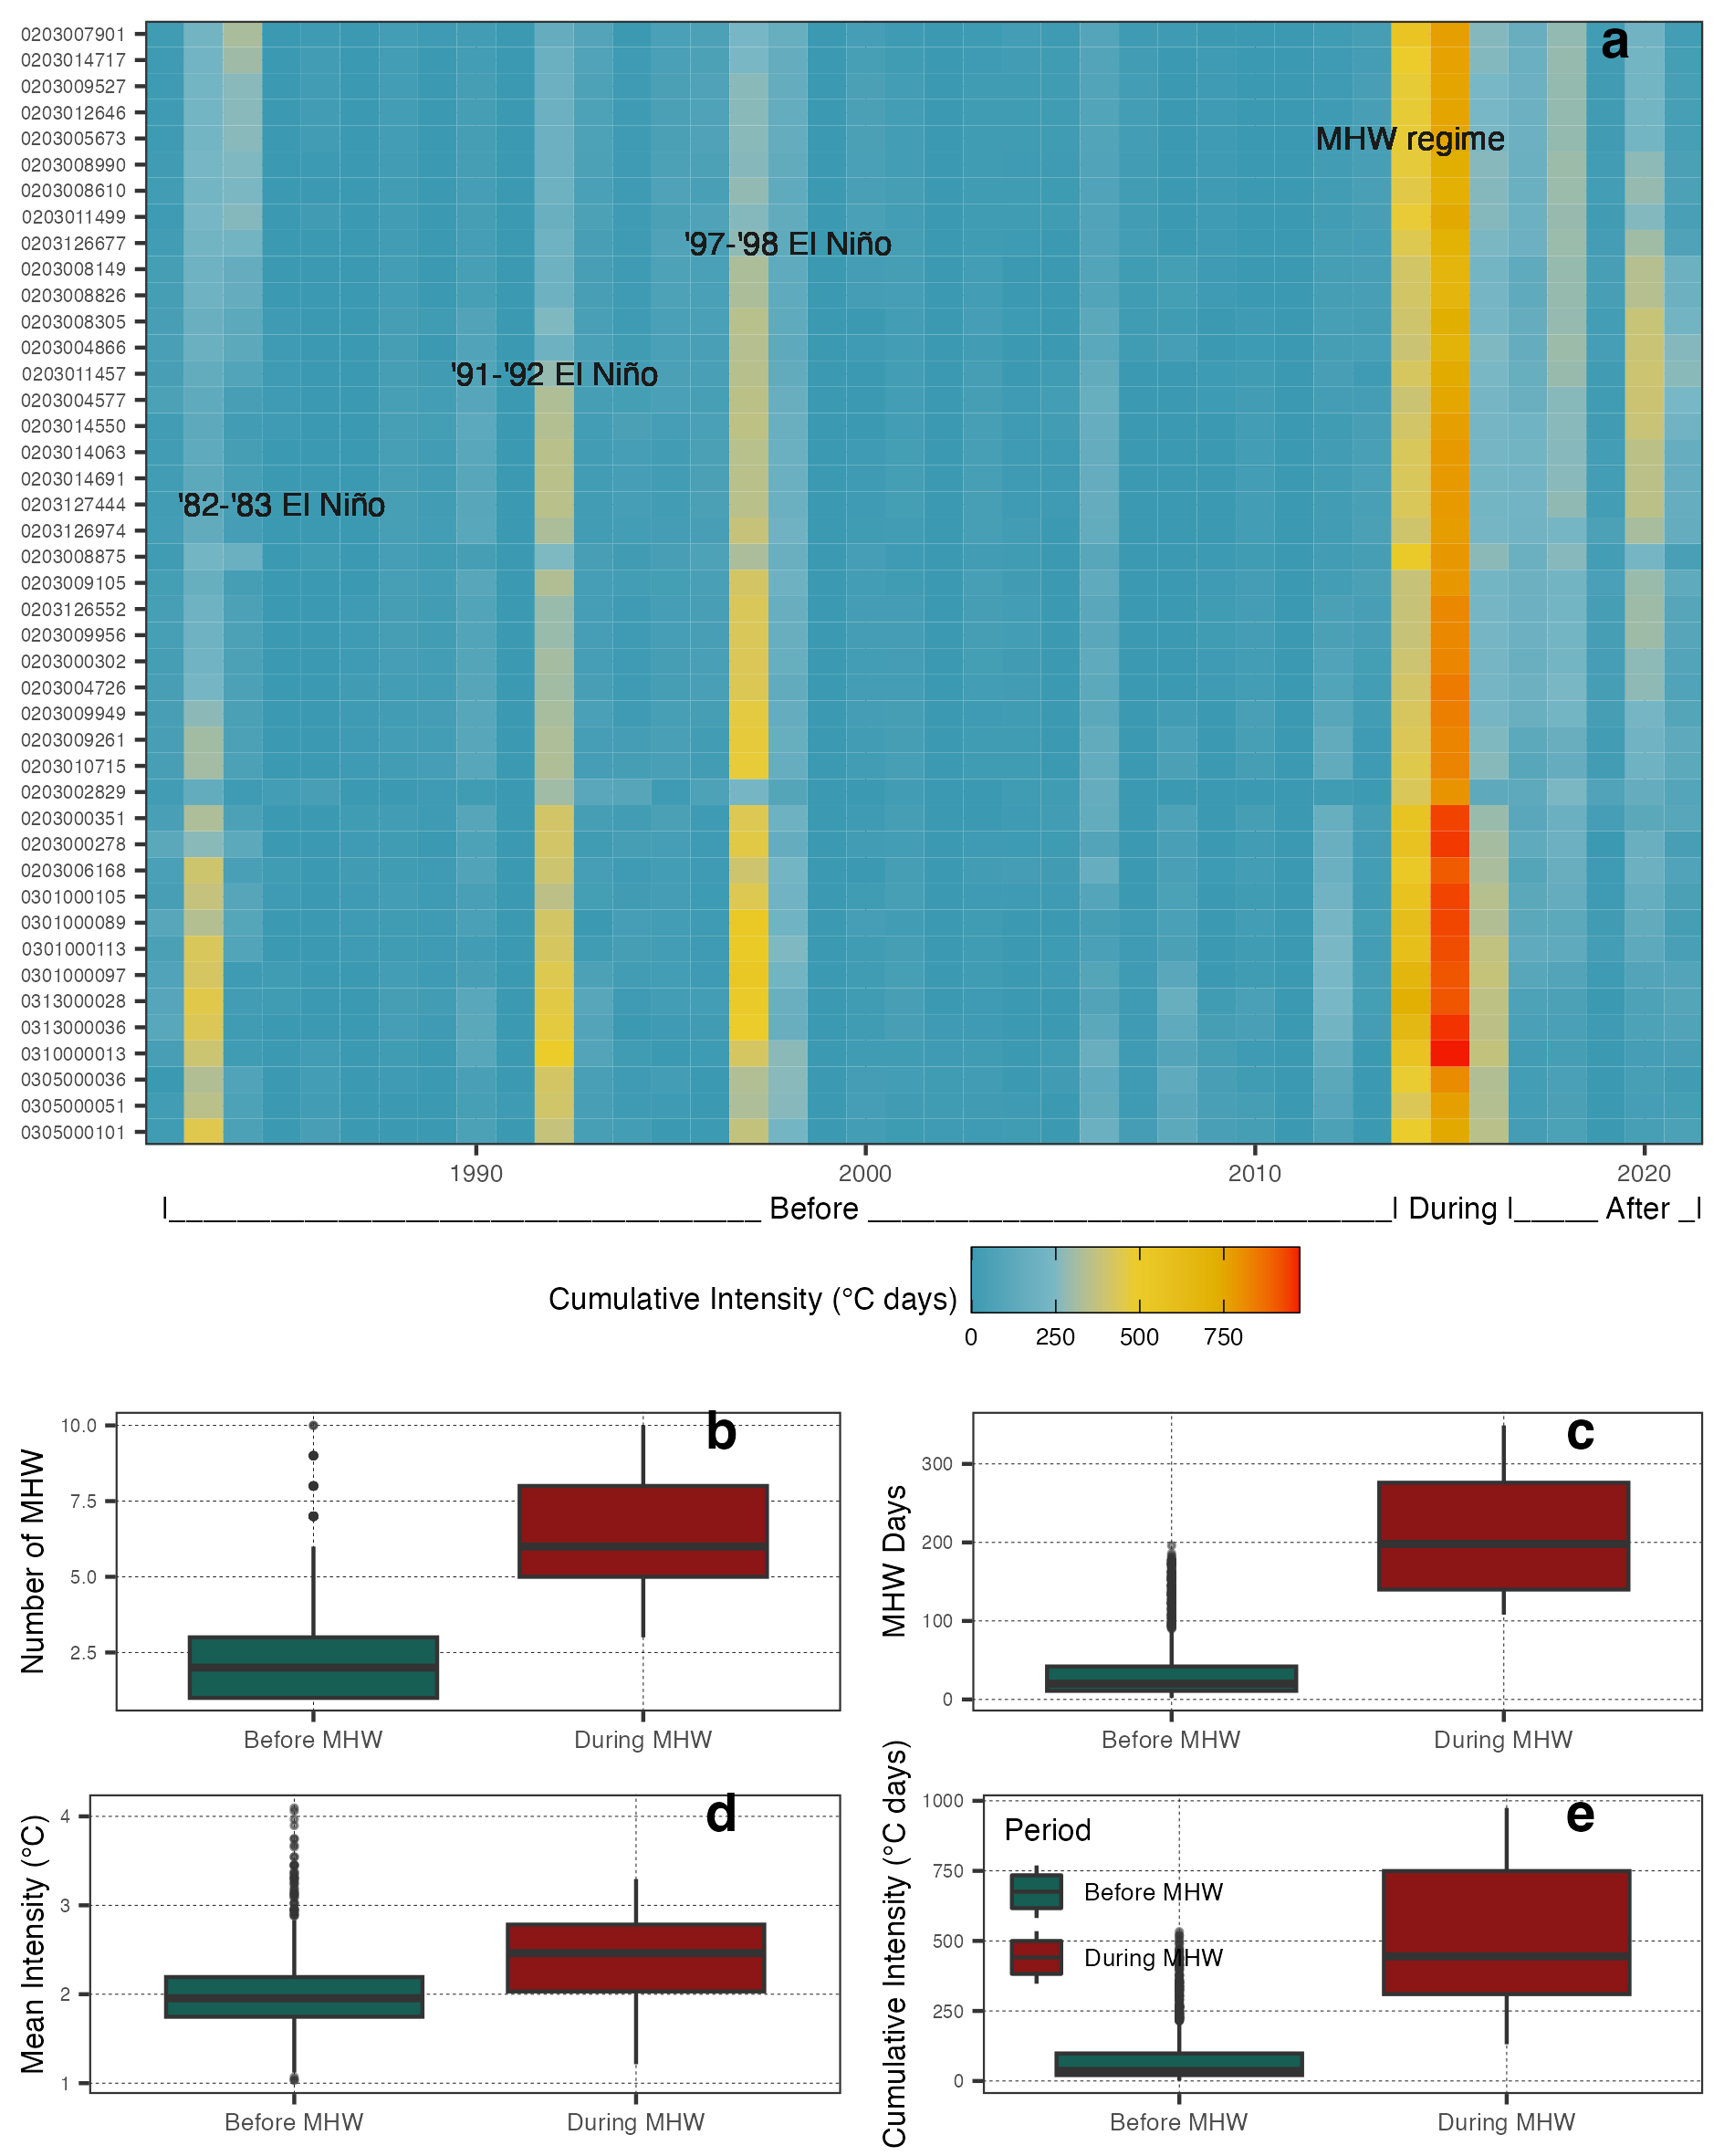 a
0203007901
0203014717
0203009527
0203012646
0203005673
MHW regime
0203008990
0203008610
0203011499
0203126677
'97-'98 El Niño
0203008149
0203008826
0203008305
0203004866
0203011457
'91-'92 El Niño
0203004577
0203014550
0203014063
0203014691
0203127444
'82-'83 El Niño
0203126974
0203008875
0203009105
0203126552
0203009956
0203000302
0203004726
0203009949
0203009261
0203010715
0203002829
0203000351
0203000278
0203006168
0301000105
0301000089
0301000113
0301000097
0313000028
0313000036
0310000013
0305000036
0305000051
0305000101
1990 2000 2010 2020
Before During After
Cumulative Intensity (°C days)
0 250 500 750
b
Number of MHW
10.0
7.5
5.0
2.5
Before MHW During MHW
c
MHW Days
300
200
100
0
Before MHW During MHW
d
Mean Intensity (°C)
4
3
2
1
Before MHW During MHW
e
Cumulative Intensity (°C days)
1000
750
500
250
0
Period
Before MHW
During MHW
Before MHW During MHW